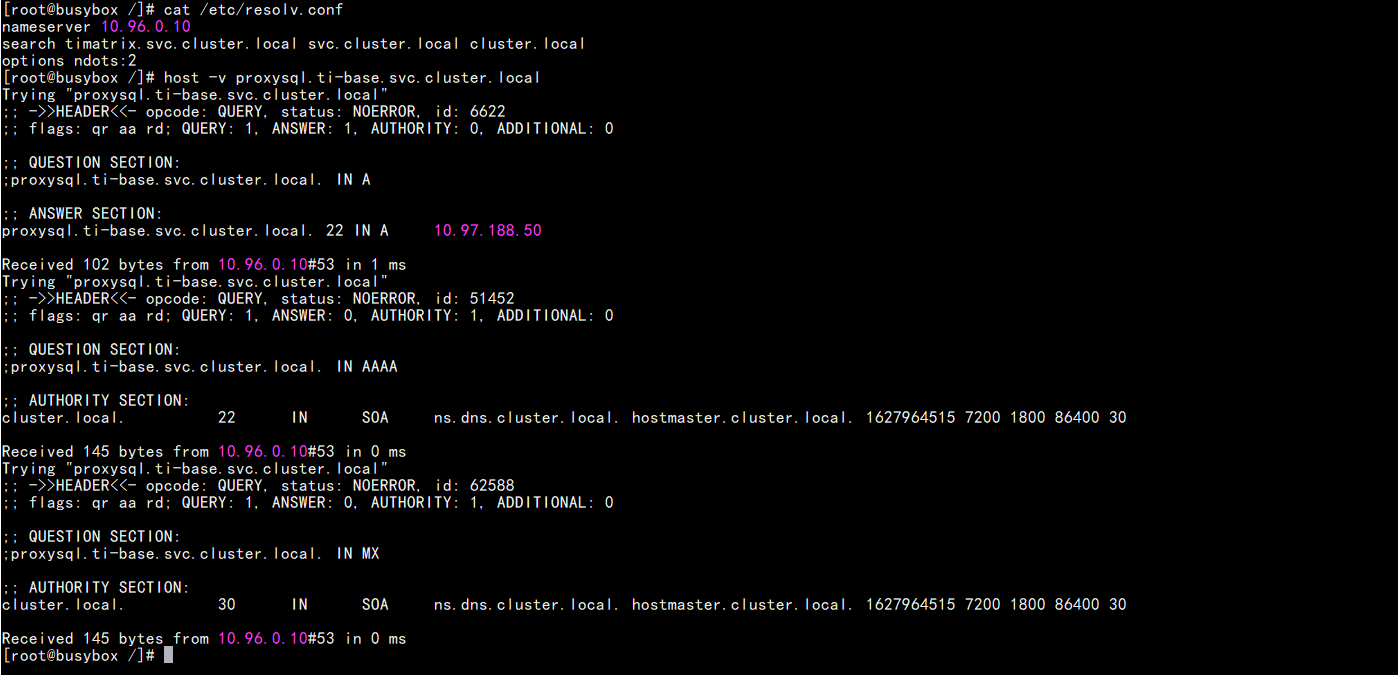 [root@busybox /]# cat /etc/resolv.conf
nameserver 10.96.0.10
search timatrix.svc.cluster.local svc.cluster.local cluster.local
options ndots:2
[root@busybox /]# host -v proxysql.ti-base.svc.cluster.local
Trying "proxysql.ti-base.svc.cluster.local"
;; ->>HEADER<<- opcode: QUERY, status: NOERROR, id: 6622
;; flags: qr aa rd; QUERY: 1, ANSWER: 1, AUTHORITY: 0, ADDITIONAL: 0
;; QUESTION SECTION:
;proxysql.ti-base.svc.cluster.local. IN A
;; ANSWER SECTION:
proxysql.ti-base.svc.cluster.local. 22 IN A 10.97.188.50
Received 102 bytes from 10.96.0.10#53 in 1 ms
Trying "proxysql.ti-base.svc.cluster.local"
;; ->>HEADER<<- opcode: QUERY, status: NOERROR, id: 51452
;; flags: qr aa rd; QUERY: 1, ANSWER: 0, AUTHORITY: 1, ADDITIONAL: 0
;; QUESTION SECTION:
;proxysql.ti-base.svc.cluster.local. IN AAAA
;; AUTHORITY SECTION:
cluster.local. 22 IN SOA ns.dns.cluster.local. hostmaster.cluster.local. 1627964515 7200 1800 86400 30
Received 145 bytes from 10.96.0.10#53 in 0 ms
Trying "proxysql.ti-base.svc.cluster.local"
;; ->>HEADER<<- opcode: QUERY, status: NOERROR, id: 62588
;; flags: qr aa rd; QUERY: 1, ANSWER: 0, AUTHORITY: 1, ADDITIONAL: 0
;; QUESTION SECTION:
;proxysql.ti-base.svc.cluster.local. IN MX
;; AUTHORITY SECTION:
cluster.local. 30 IN SOA ns.dns.cluster.local. hostmaster.cluster.local. 1627964515 7200 1800 86400 30
Received 145 bytes from 10.96.0.10#53 in 0 ms
[root@busybox /]#